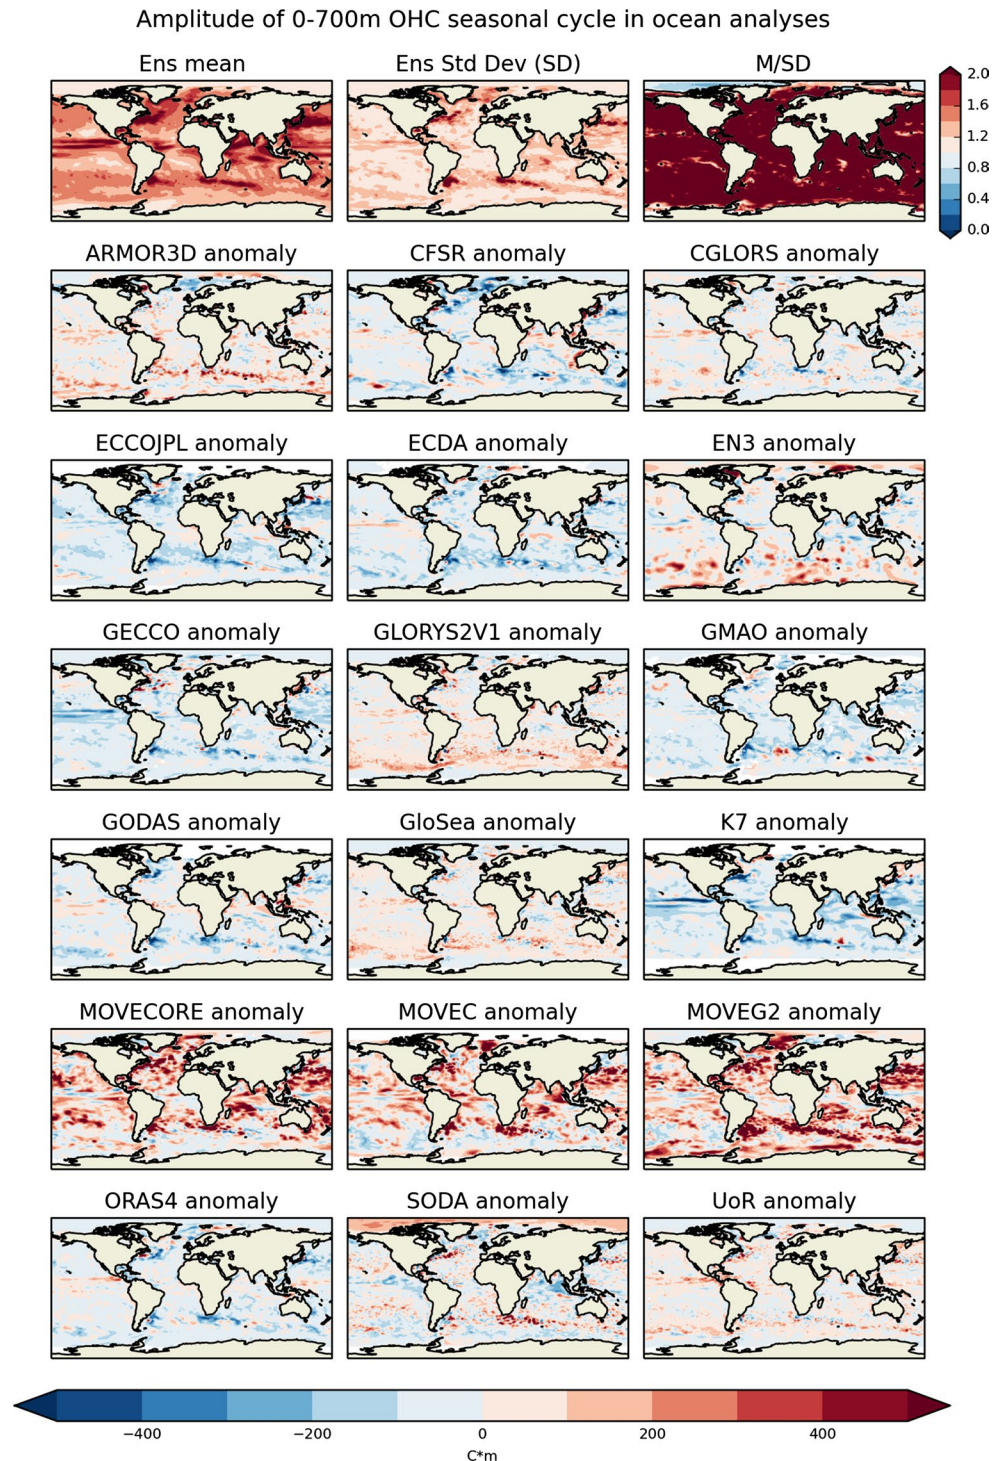 Amplitude of 0-700m OHC seasonal cycle in ocean analyses
Ens mean
Ens Std Dev (SD)
M/SD
2.0
1.6
1.2
0.8
0.4
0.0
ARMOR3D anomaly
CFSR anomaly
CGLORS anomaly
ECCOJPL anomaly
ECDA anomaly
EN3 anomaly
GECCO anomaly
GLORYS2V1 anomaly
GMAO anomaly
GODAS anomaly
GloSea anomaly
K7 anomaly
MOVECORE anomaly
MOVEC anomaly
MOVEG2 anomaly
ORAS4 anomaly
SODA anomaly
UoR anomaly
−400
−200
0
200
400
C*m